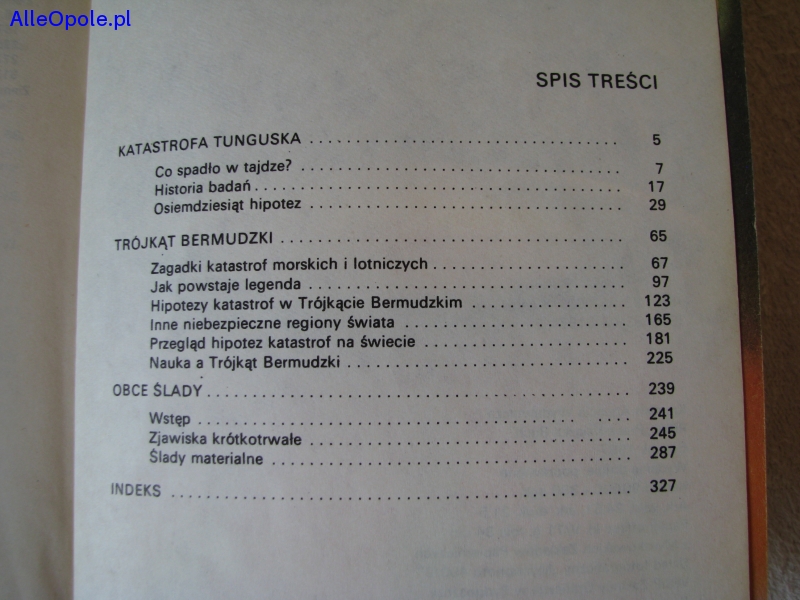 AlleOpole.pl
SPIS TREŚCI
KATASTROFA TUNGUSKA . . . . . . . . . . . . . . . . . . . . . . . . . . . . 5
Co spadło w tajdze? . . . . . . . . . . . . . . . . . . . . . . . . . . . . 7
Historia badań . . . . . . . . . . . . . . . . . . . . . . . . . . . . 17
Osiemdziesiąt hipotez . . . . . . . . . . . . . . . . . . . . . . . . . . . . 29
TRÓJKĄT BERMUDZKI . . . . . . . . . . . . . . . . . . . . . . . . . . . . 65
Zagadki katastrof morskich i lotniczych . . . . . . . . . . . . . . . . . 67
Jak powstaje legenda . . . . . . . . . . . . . . . . . . . . . . . . . . . . 97
Hipotezy katastrof w Trójkącie Bermudzkim . . . . . . . . . . . . . . 123
Inne niebezpieczne regiony świata . . . . . . . . . . . . . . . . . . . . 165
Przegląd hipotez katastrof na świecie . . . . . . . . . . . . . . . . . . 181
Nauka a Trójkąt Bermudzki . . . . . . . . . . . . . . . . . . . . . . . . 225
OBCE ŚLADY . . . . . . . . . . . . . . . . . . . . . . . . . . . . . . . . 239
Wstęp . . . . . . . . . . . . . . . . . . . . . . . . . . . . . . . . 241
Zjawiska krótkotrwałe . . . . . . . . . . . . . . . . . . . . . . . . . . . . 245
Ślady materialne . . . . . . . . . . . . . . . . . . . . . . . . . . . . . . 287
INDEKS . . . . . . . . . . . . . . . . . . . . . . . . . . . . . . . . . . . . 327